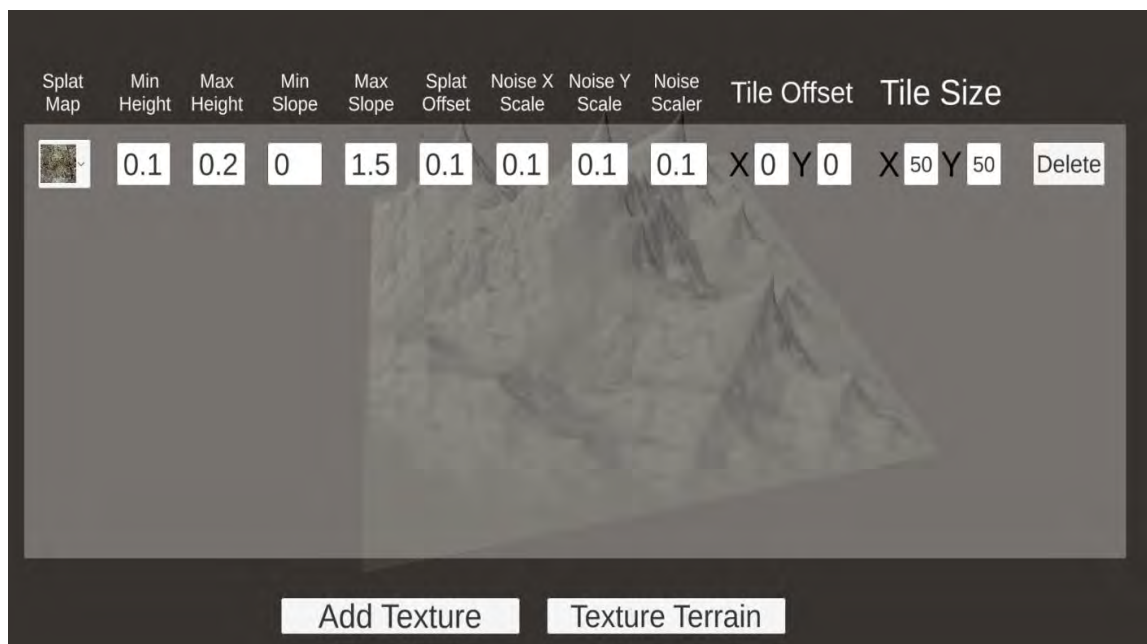 Splat Map Min Height Max Height Min Slope Max Slope Splat Offset Noise X Scale Noise Y Scale Noise Scaler Tile Offset Tile Size
0.1 0.2 0 1.5 0.1 0.1 0.1 0.1 X 0 Y 0 X 50 Y 50 Delete
Add Texture Texture Terrain